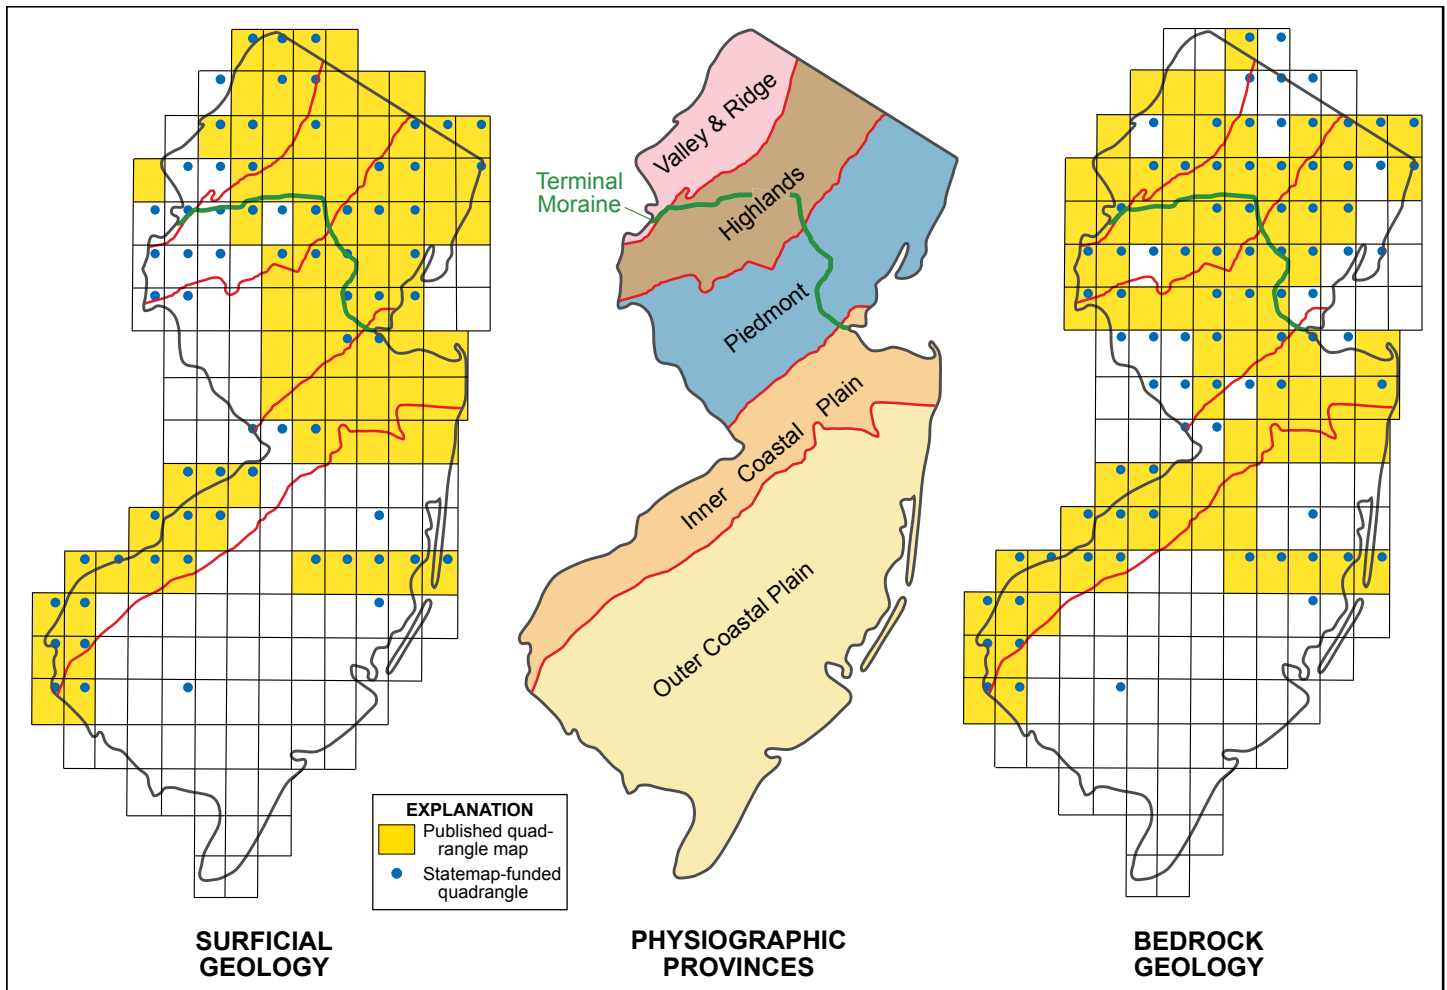 Valley & Ridge
Terminal
Moraine
Highlands
Piedmont
Inner Coastal Plain
Outer Coastal Plain
EXPLANATION
Published quad-
rangle map
Statemap-funded
quadrangle
SURFICIAL
GEOLOGY
PHYSIOGRAPHIC
PROVINCES
BEDROCK
GEOLOGY